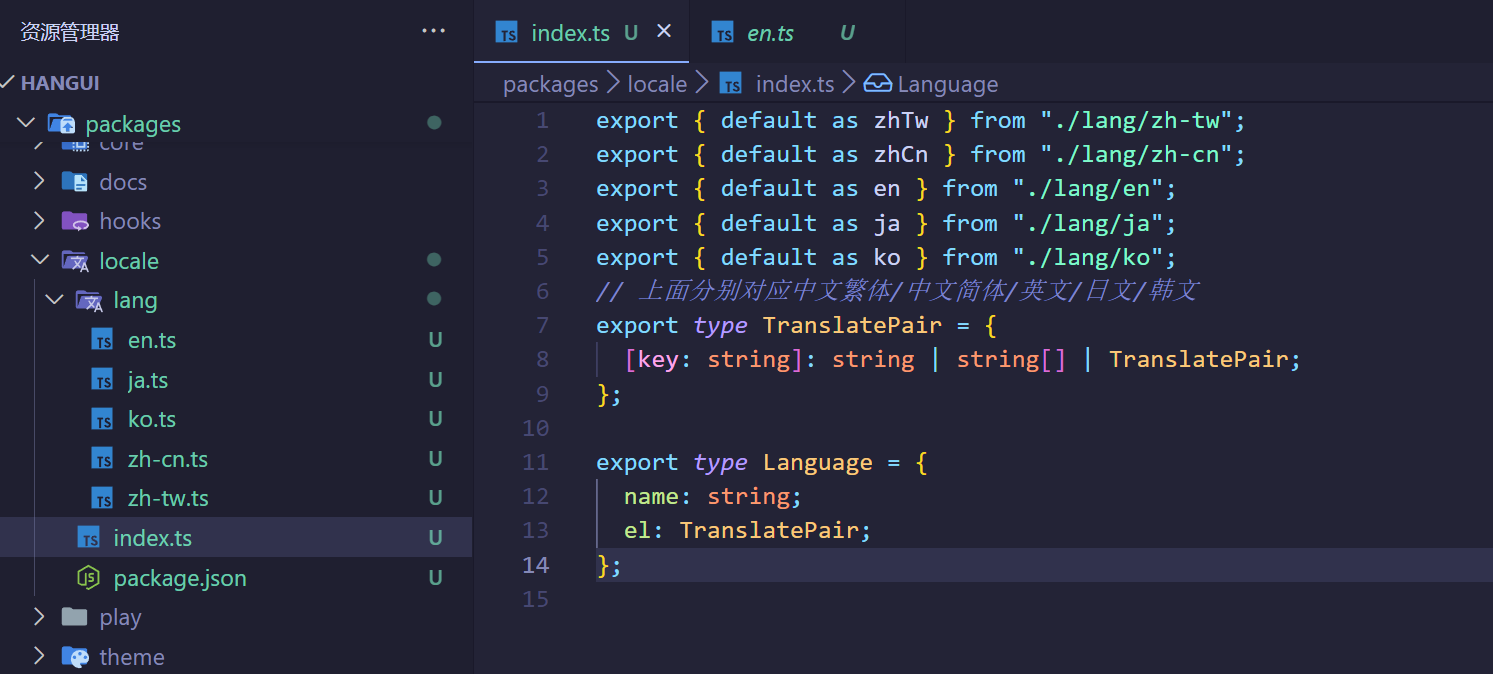 资源管理器
HANGUI
packages
core
docs
hooks
locale
lang
en.ts U
ja.ts U
ko.ts U
zh-cn.ts U
zh-tw.ts U
index.ts U
package.json U
play
theme
index.ts U
en.ts U
packages locale index.ts Language
1 export { default as zhTw } from "./lang/zh-tw";
2 export { default as zhCn } from "./lang/zh-cn";
3 export { default as en } from "./lang/en";
4 export { default as ja } from "./lang/ja";
5 export { default as ko } from "./lang/ko";
6 // 上面分别对应中文繁体/中文简体/英文/日文/韩文
7 export type TranslatePair = {
8 [key: string]: string | string[] | TranslatePair;
9 };
10
11 export type Language = {
12 name: string;
13 el: TranslatePair;
14 };
15